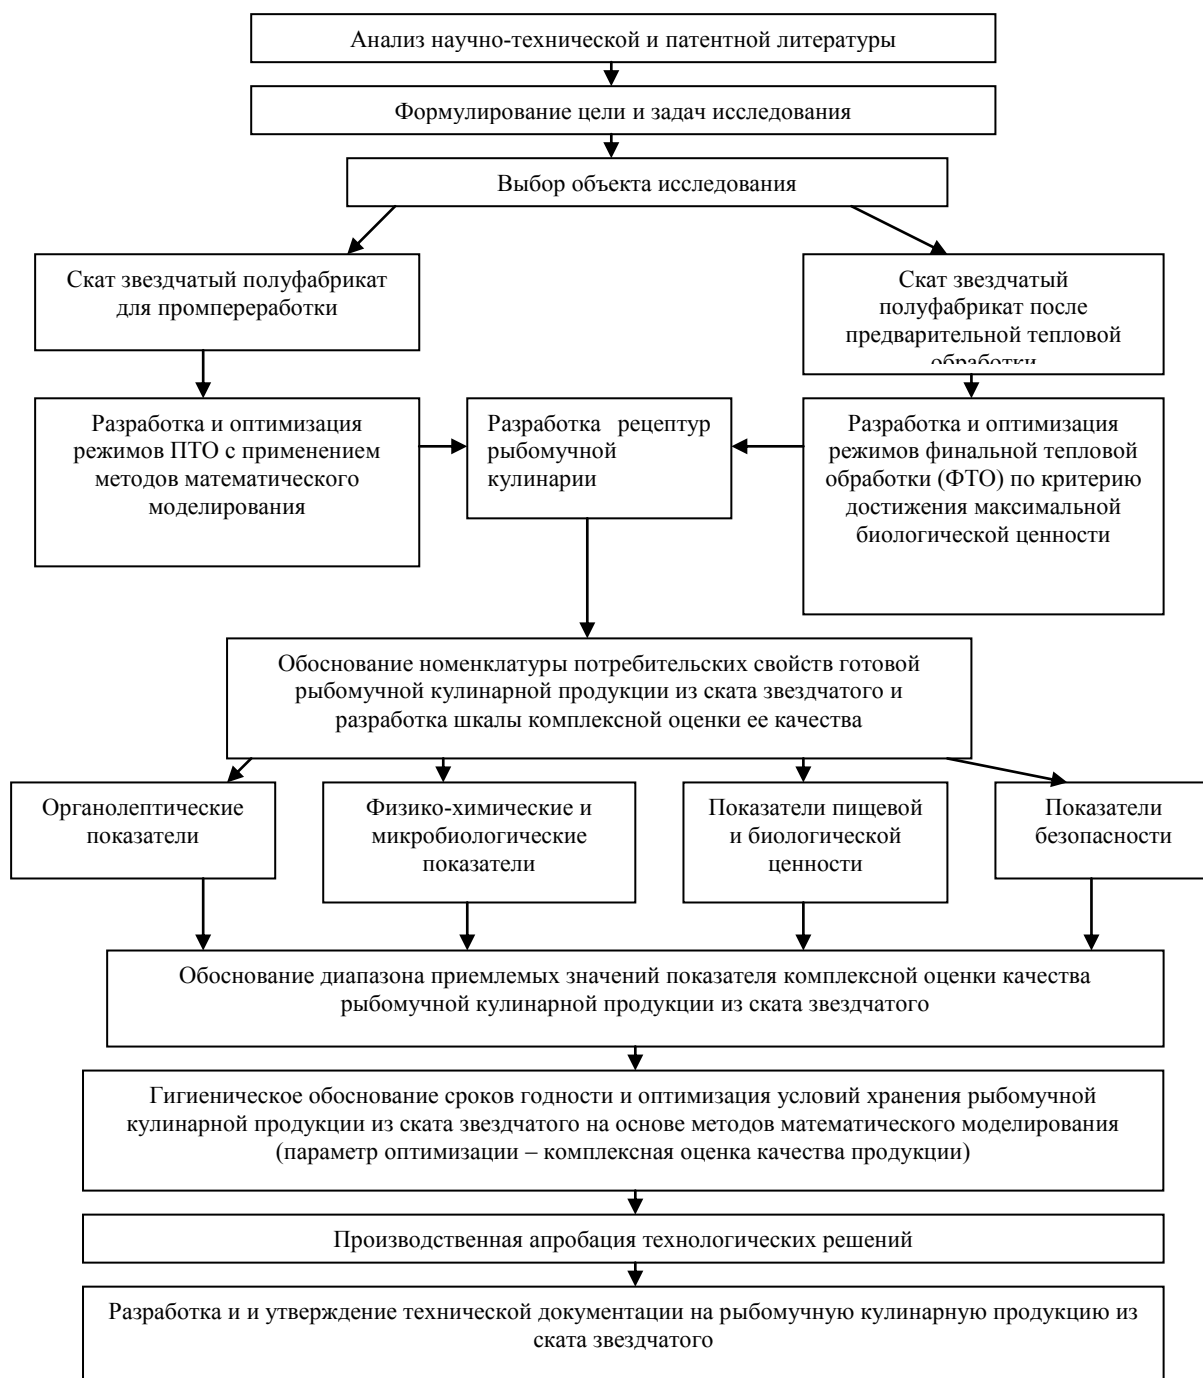 Анализ научно-технической и патентной литературы
Формулирование цели и задач исследования
Выбор объекта исследования
Скат звездчатый полуфабрикат
для промпереработки
Скат звездчатый
полуфабрикат после
предварительной тепловой
обработки
Разработка и оптимизация
режимов ПТО с применением
методов математического
моделирования
Разработка рецептур
рыбомучной
кулинарии
Разработка и оптимизация
режимов финальной тепловой
обработки (ФТО) по критерию
достижения максимальной
биологической ценности
Обоснование номенклатуры потребительских свойств готовой
рыбомучной кулинарной продукции из ската звездчатого и
разработка шкалы комплексной оценки ее качества
Органолептические
показатели
Физико-химические и
микробиологические
показатели
Показатели пищевой
и биологической
ценности
Показатели
безопасности
Обоснование диапазона приемлемых значений показателя комплексной оценки качества
рыбомучной кулинарной продукции из ската звездчатого
Гигиеническое обоснование сроков годности и оптимизация условий хранения рыбомучной
кулинарной продукции из ската звездчатого на основе методов математического моделирования
(параметр оптимизации – комплексная оценка качества продукции)
Производственная апробация технологических решений
Разработка и и утверждение технической документации на рыбомучную кулинарную продукцию из
ската звездчатого